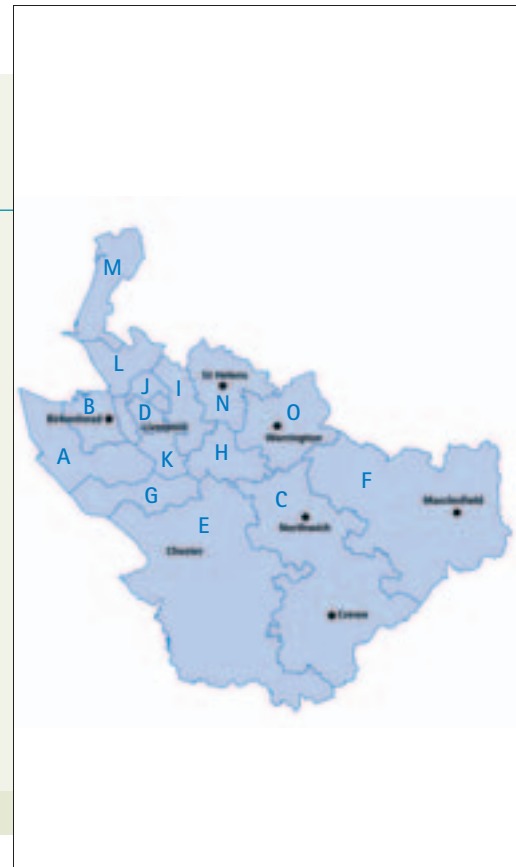 M
L
St Helens
J
I
B
D
N
O
Birkenhead
Liverpool
Warrington
A
K
H
F
G
C
Macclesfield
E
Northwich
Chester
Crewe